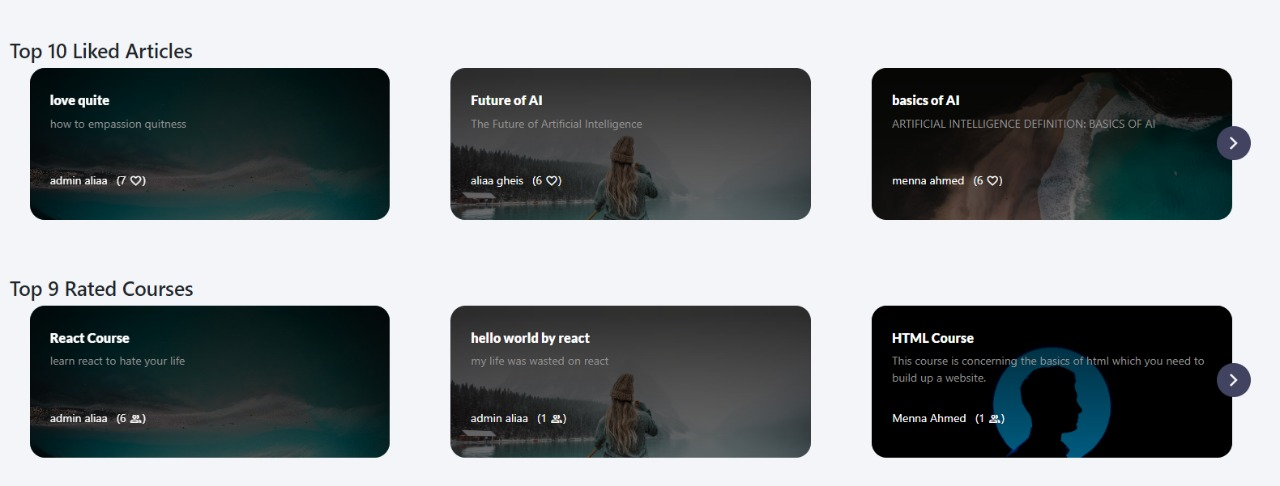 Top 10 Liked Articles
love quite
how to empassion quitness
admin aliaa (7)
Future of AI
The Future of Artificial Intelligence
aliaa gheis (6)
basics of AI
ARTIFICIAL INTELLIGENCE DEFINITION: BASICS OF AI
menna ahmed (6)
Top 9 Rated Courses
React Course
learn react to hate your life
admin aliaa (6)
hello world by react
my life was wasted on react
admin aliaa (1)
HTML Course
This course is concerning the basics of html which you need to
build up a website.
Menna Ahmed (1)